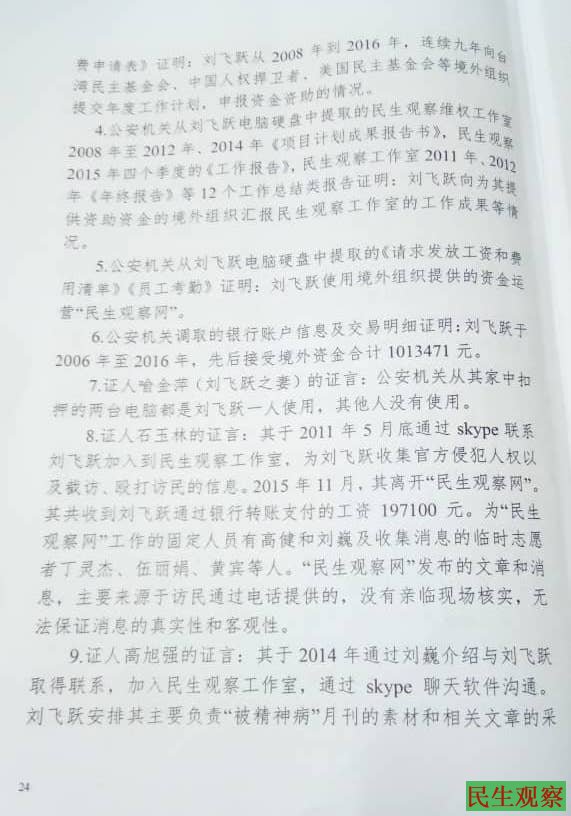 费申请表》证明：刘飞跃从 2008 年到 2016 年，连续九年向台
湾民主基金会、中国人权捍卫者、美国民主基金会等境外组织
提交年度工作计划，申报资金资助的情况。
4.公安机关从刘飞跃电脑硬盘中提取的民生观察维权工作室
2008 年至 2012 年、2014 年《项目计划成果报告书》，民生观察
2015 年四个季度的《工作报告》，民生观察工作室 2011 年、2012
年《年终报告》等 12 个工作总结类报告证明：刘飞跃向为其提
供资助资金的境外组织汇报民生观察工作室的工作成果等情
况。
5.公安机关从刘飞跃电脑硬盘中提取的《请求发放工资和费
用清单》《员工考勤》证明：刘飞跃使用境外组织提供的资金运
营“民生观察网”。
6.公安机关调取的银行账户信息及交易明细证明：刘飞跃于
2006 年至 2016 年，先后接受境外资金合计 1013471 元。
7.证人喻金萍（刘飞跃之妻）的证言：公安机关从其家中扣
押的两台电脑都是刘飞跃一人使用，其他人没有使用。
8.证人石玉林的证言：其于 2011 年 5 月底通过 skype 联系
刘飞跃加入到民生观察工作室，为刘飞跃收集官方侵犯人权以
及截访、殴打访民的信息。2015 年 11 月，其离开“民生观察网”。
其共收到刘飞跃通过银行转账支付的工资 197100 元。为“民生
观察网”工作的固定人员有高健和刘巍及收集消息的临时志愿
者丁灵杰、伍丽娟、黄宾等人。“民生观察网”发布的文章和消
息，主要来源于访民通过电话提供的，没有亲临现场核实，无
法保证消息的真实性和客观性。
9.证人高旭强的证言：其于 2014 年通过刘巍介绍与刘飞跃
取得联系，加入民生观察工作室，通过 skype 聊天软件沟通。
刘飞跃安排其主要负责“被精神病”月刊的素材和相关文章的采
24
民生观察